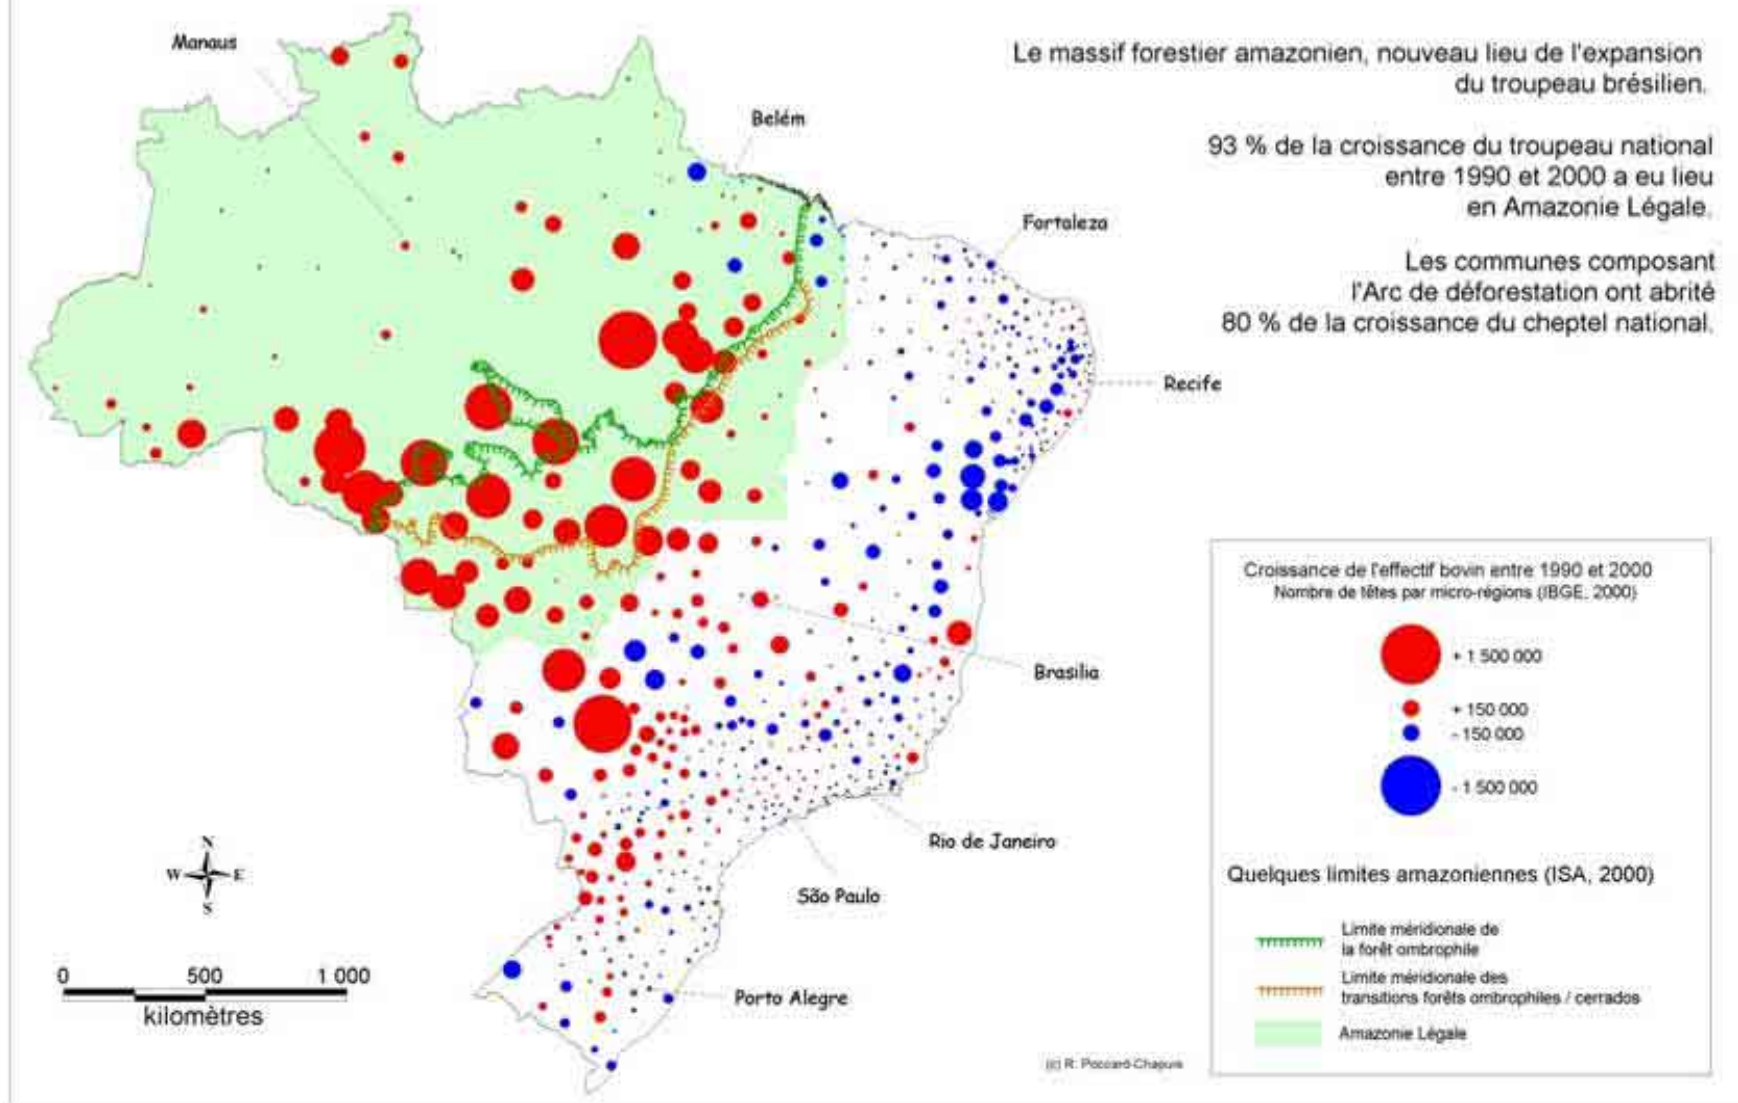 Manaus
Belém
Fortaleza
Recife
Brasilia
Rio de Janeiro
São Paulo
Porto Alegre
Le massif forestier amazonien, nouveau lieu de l'expansion
du troupeau brésilien.
93 % de la croissance du troupeau national
entre 1990 et 2000 a eu lieu
en Amazonie Légale.
Les communes composant
l'Arc de déforestation ont abrité
80 % de la croissance du cheptel national.
Croissance de l'effectif bovin entre 1990 et 2000
Nombre de têtes par micro-régions (IBGE, 2000)
+ 1 500 000
+ 150 000
- 150 000
- 1 500 000
Quelques limites amazoniennes (ISA, 2000)
Limite méridionale de
la forêt ombrophile
Limite méridionale des
transitions forêts ombrophiles / cerrados
Amazonie Légale
N
W
E
S
0 500 1 000
kilomètres
(c) R. Poccard-Chapuis